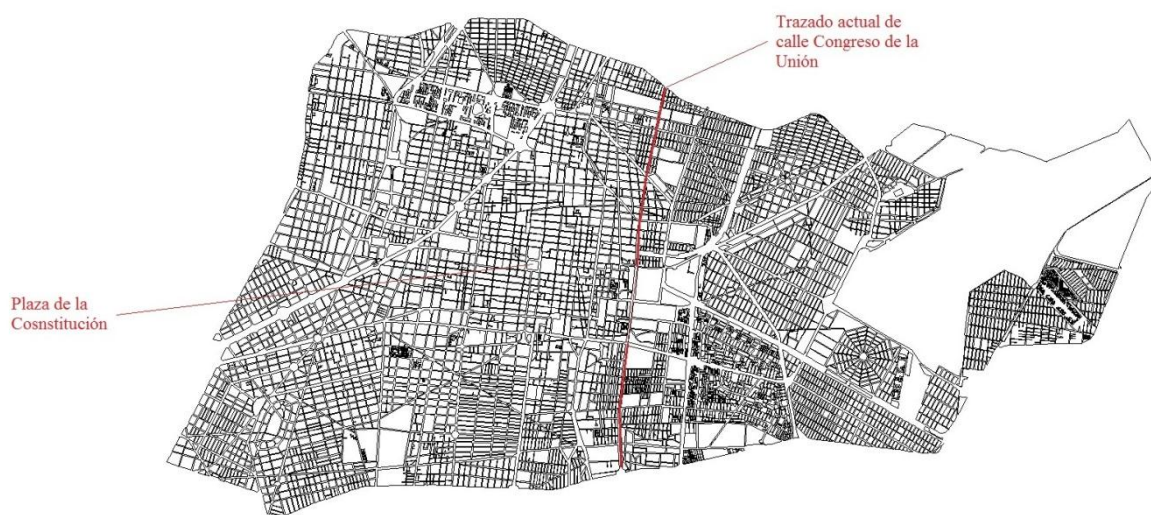 Trazado actual de
calle Congreso de la
Unión
Plaza de la
Cosnstitución